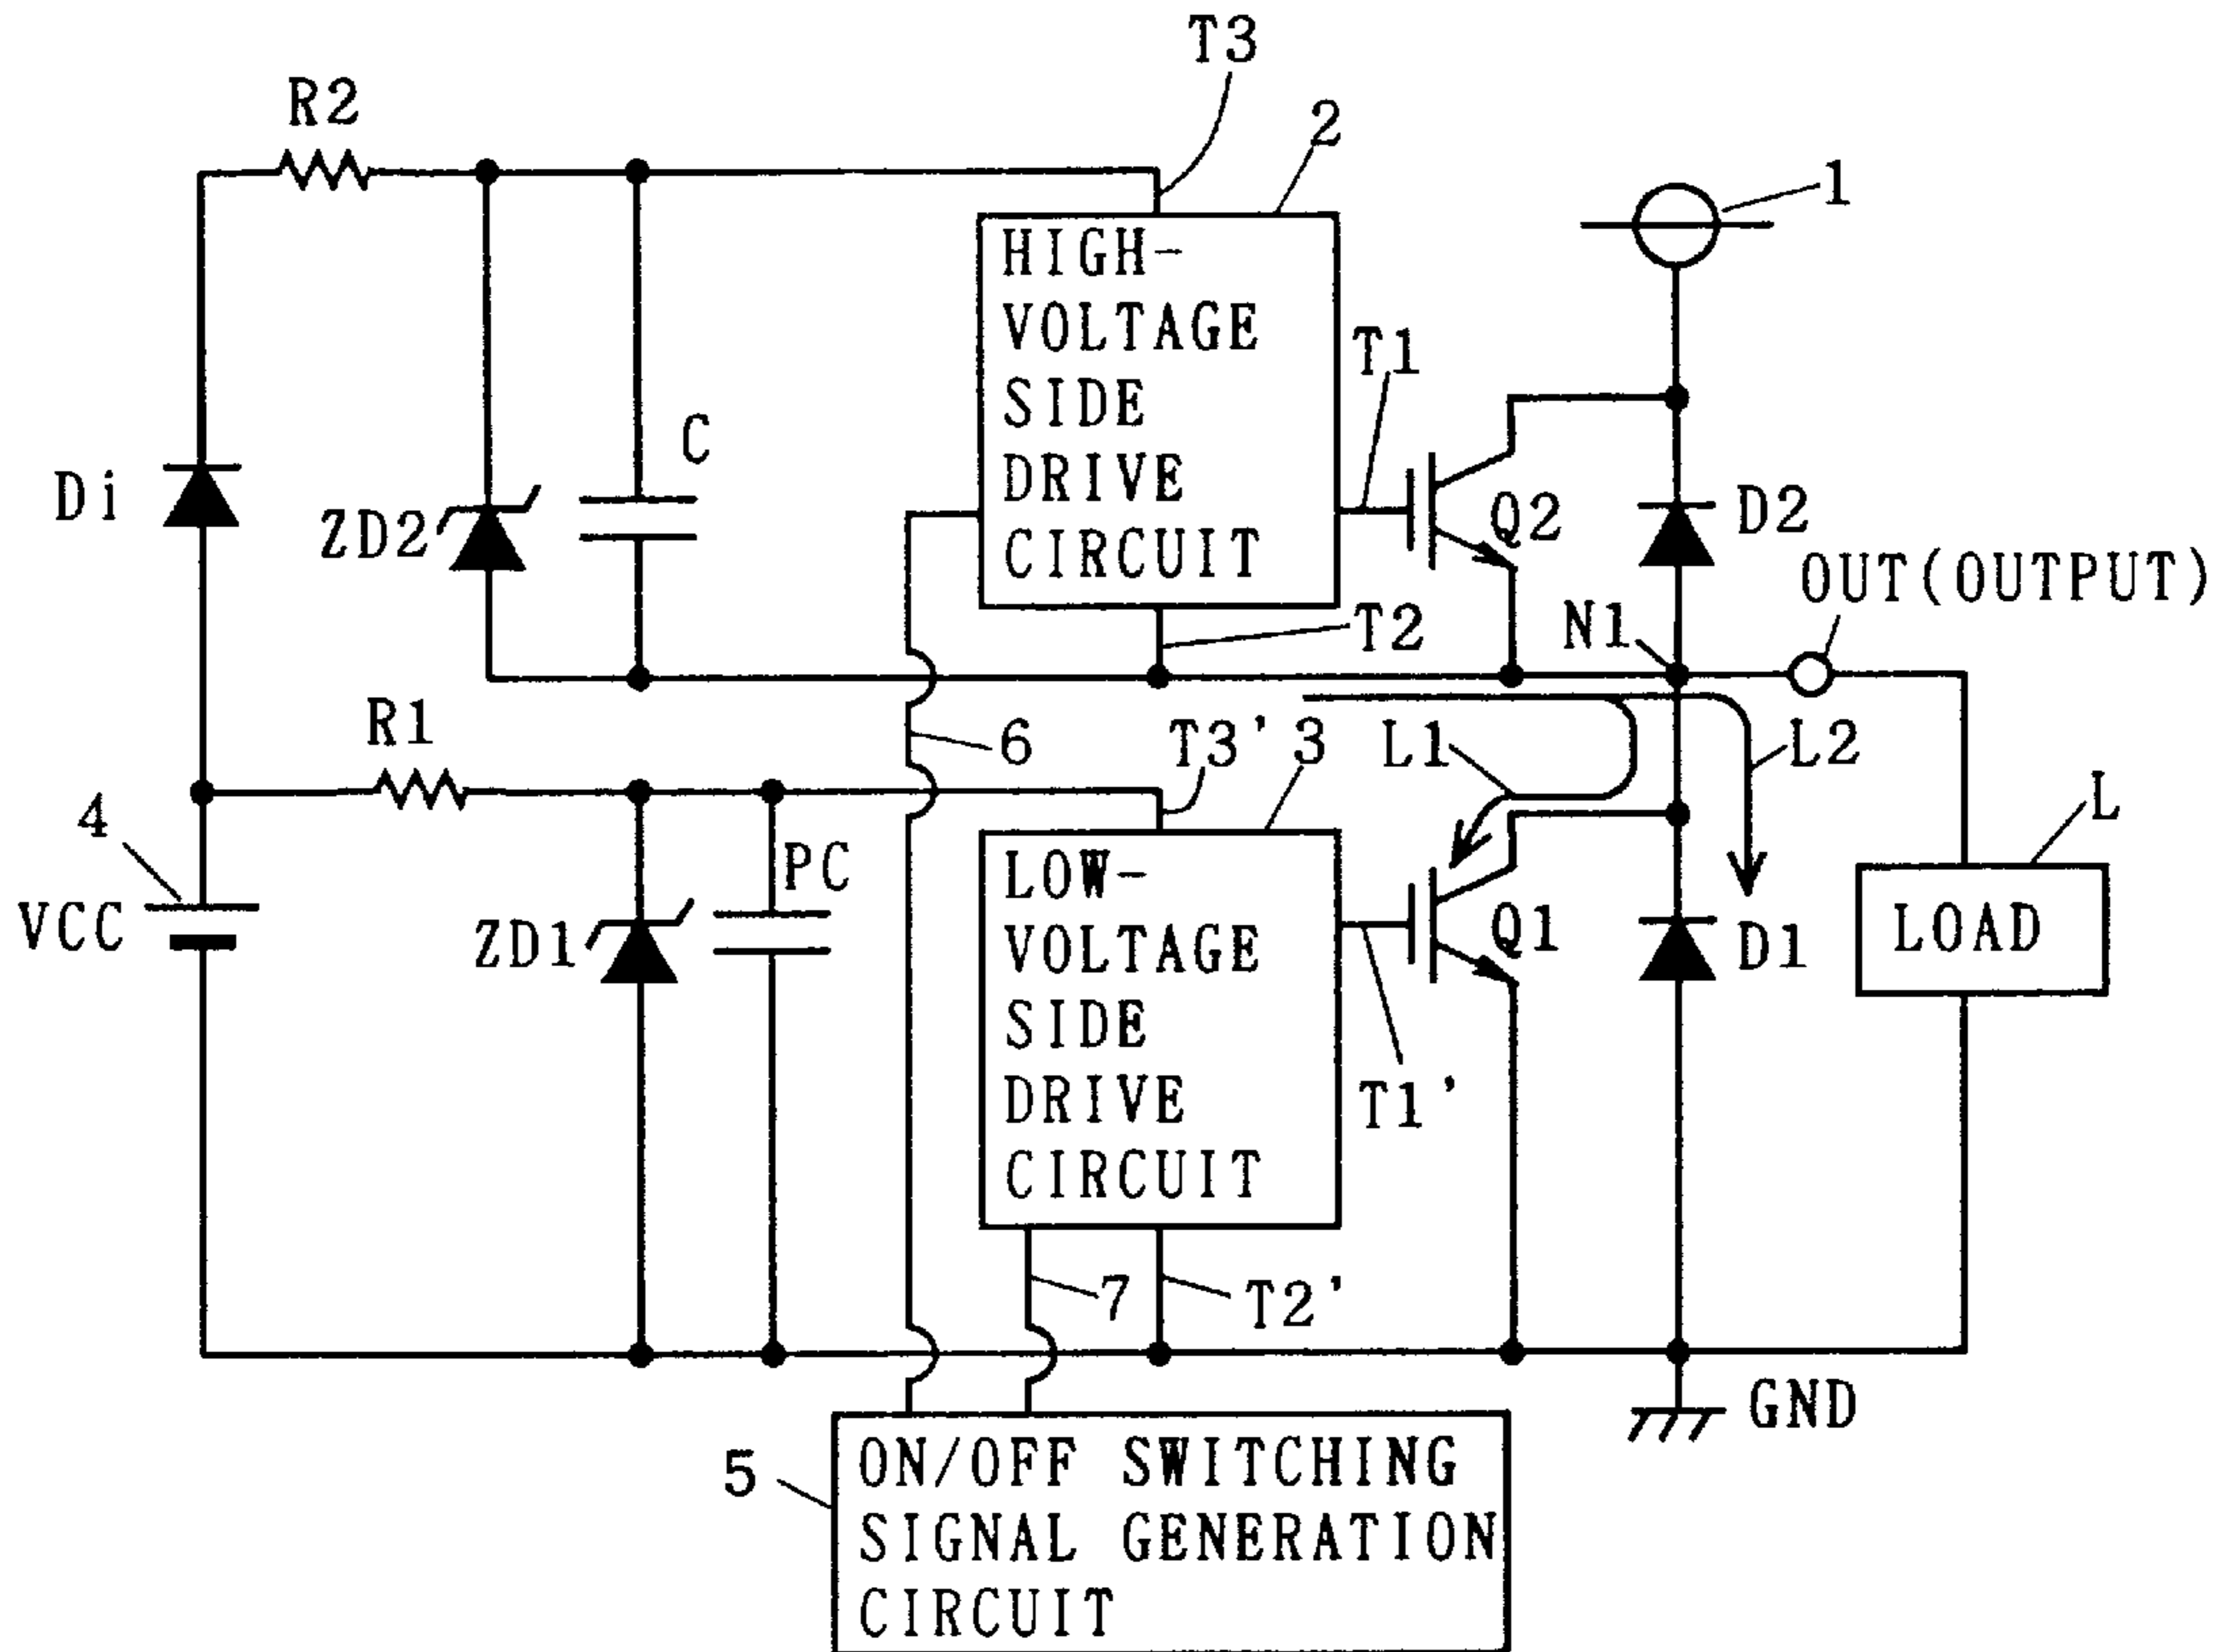 T3
R2
2
1
HIGH-
VOLTAGE
SIDE
DRIVE
CIRCUIT
T1
C
Di
ZD2
Q2
D2
OUT(OUTPUT)
N1
T2
R1
6
T3'
3
L1
L2
4
L
PC
LOW-
VOLTAGE
SIDE
DRIVE
CIRCUIT
VCC
ZD1
Q1
D1
LOAD
T1'
7
T2'
GND
5
ON/OFF SWITCHING
SIGNAL GENERATION
CIRCUIT